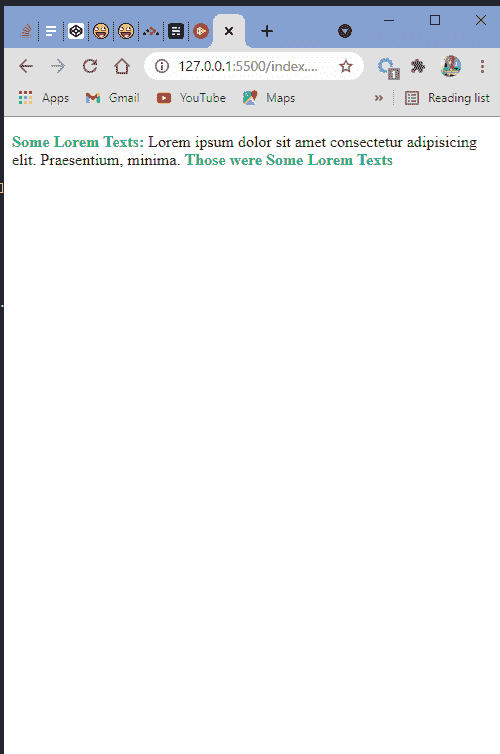 127.0.0.1:5500/index....
1
Apps Gmail YouTube Maps » Reading list
Some Lorem Texts: Lorem ipsum dolor sit amet consectetur adipisicing
elit. Praesentium, minima. Those were Some Lorem Texts